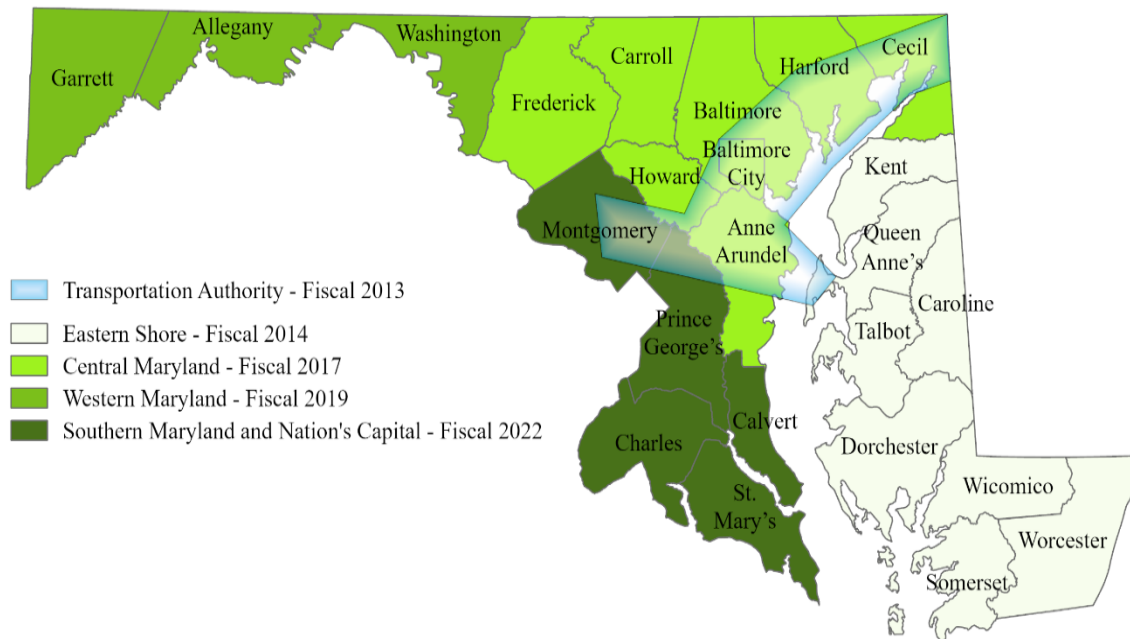 Garrett
Allegany
Washington
Frederick
Carroll
Baltimore
Harford
Cecil
Baltimore
City
Howard
Montgomery
Anne
Arundel
Kent
Queen
Anne's
Caroline
Talbot
Prince
George's
Calvert
Charles
St.
Mary's
Dorchester
Wicomico
Worcester
Somerset
Transportation Authority - Fiscal 2013
Eastern Shore - Fiscal 2014
Central Maryland - Fiscal 2017
Western Maryland - Fiscal 2019
Southern Maryland and Nation's Capital - Fiscal 2022